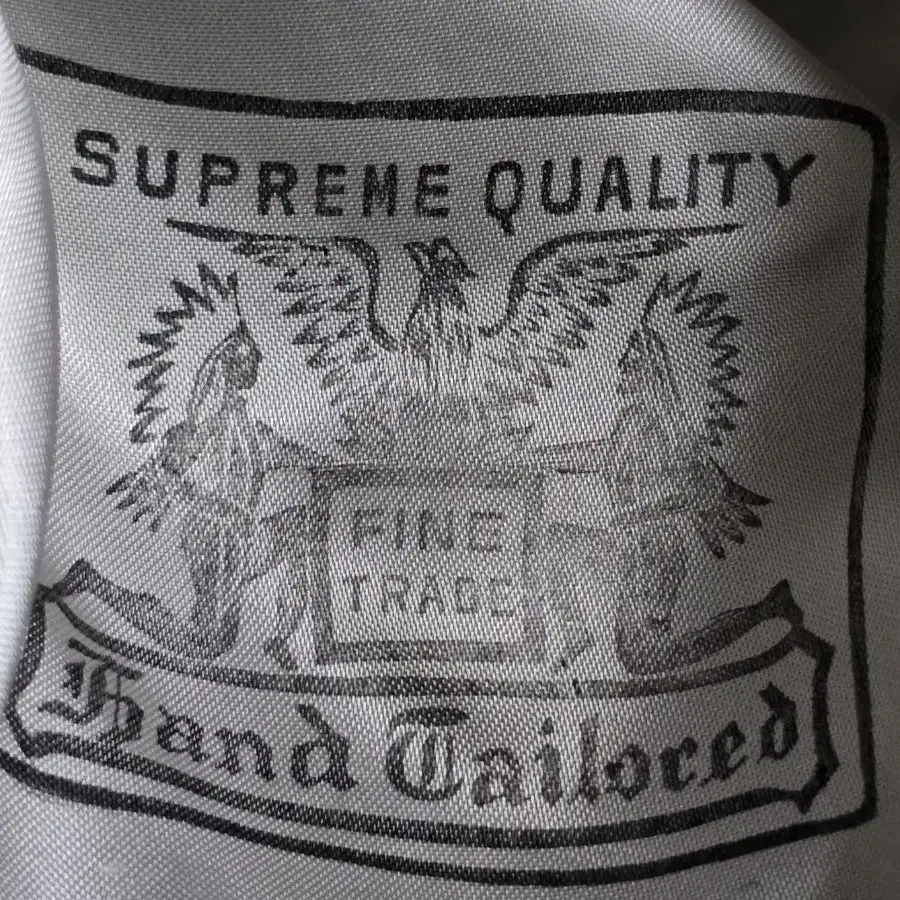 SUPREME QUALITY
FINE
TRADE
Hand Tailored